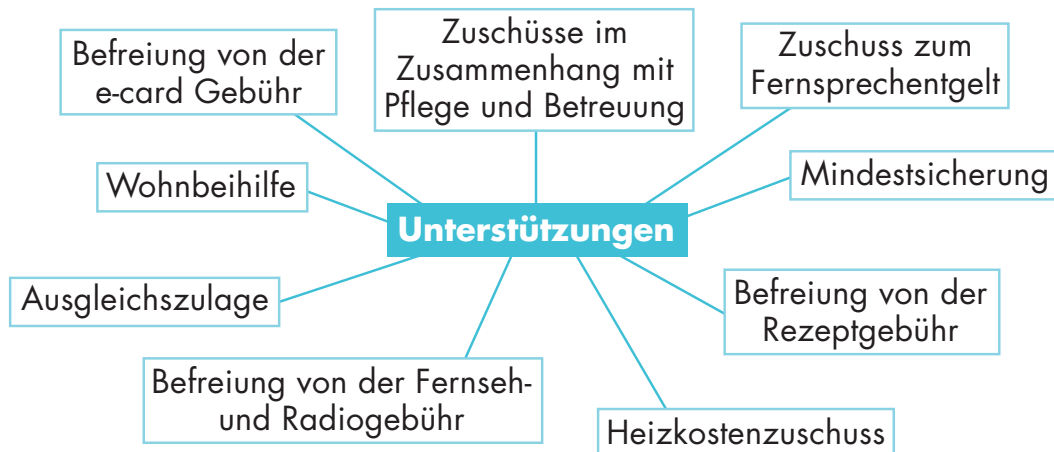 Befreiung von der
e-card Gebühr
Zuschüsse im
Zusammenhang mit
Pflege und Betreuung
Zuschuss zum
Fernsprechentgelt
Wohnbeihilfe
Mindestsicherung
Unterstützungen
Ausgleichszulage
Befreiung von der
Rezeptgebühr
Befreiung von der Fernseh-
und Radiogebühr
Heizkostenzuschuss